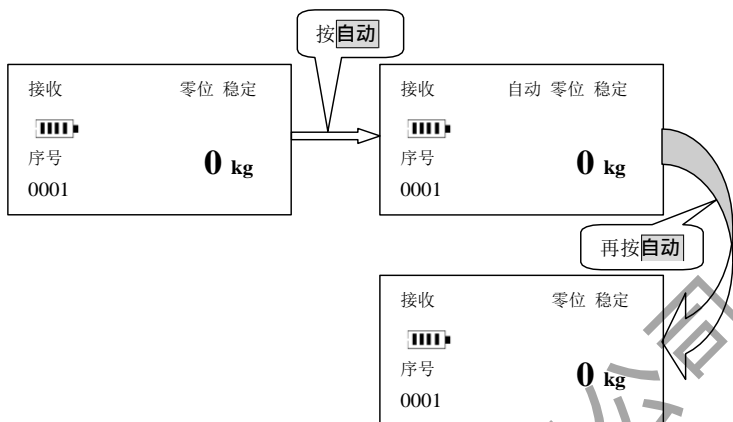 按自动
接收 零位 稳定
序号
0 kg
0001
接收 自动 零位 稳定
序号
0 kg
0001
再按自动
接收 零位 稳定
序号
0 kg
0001
公司